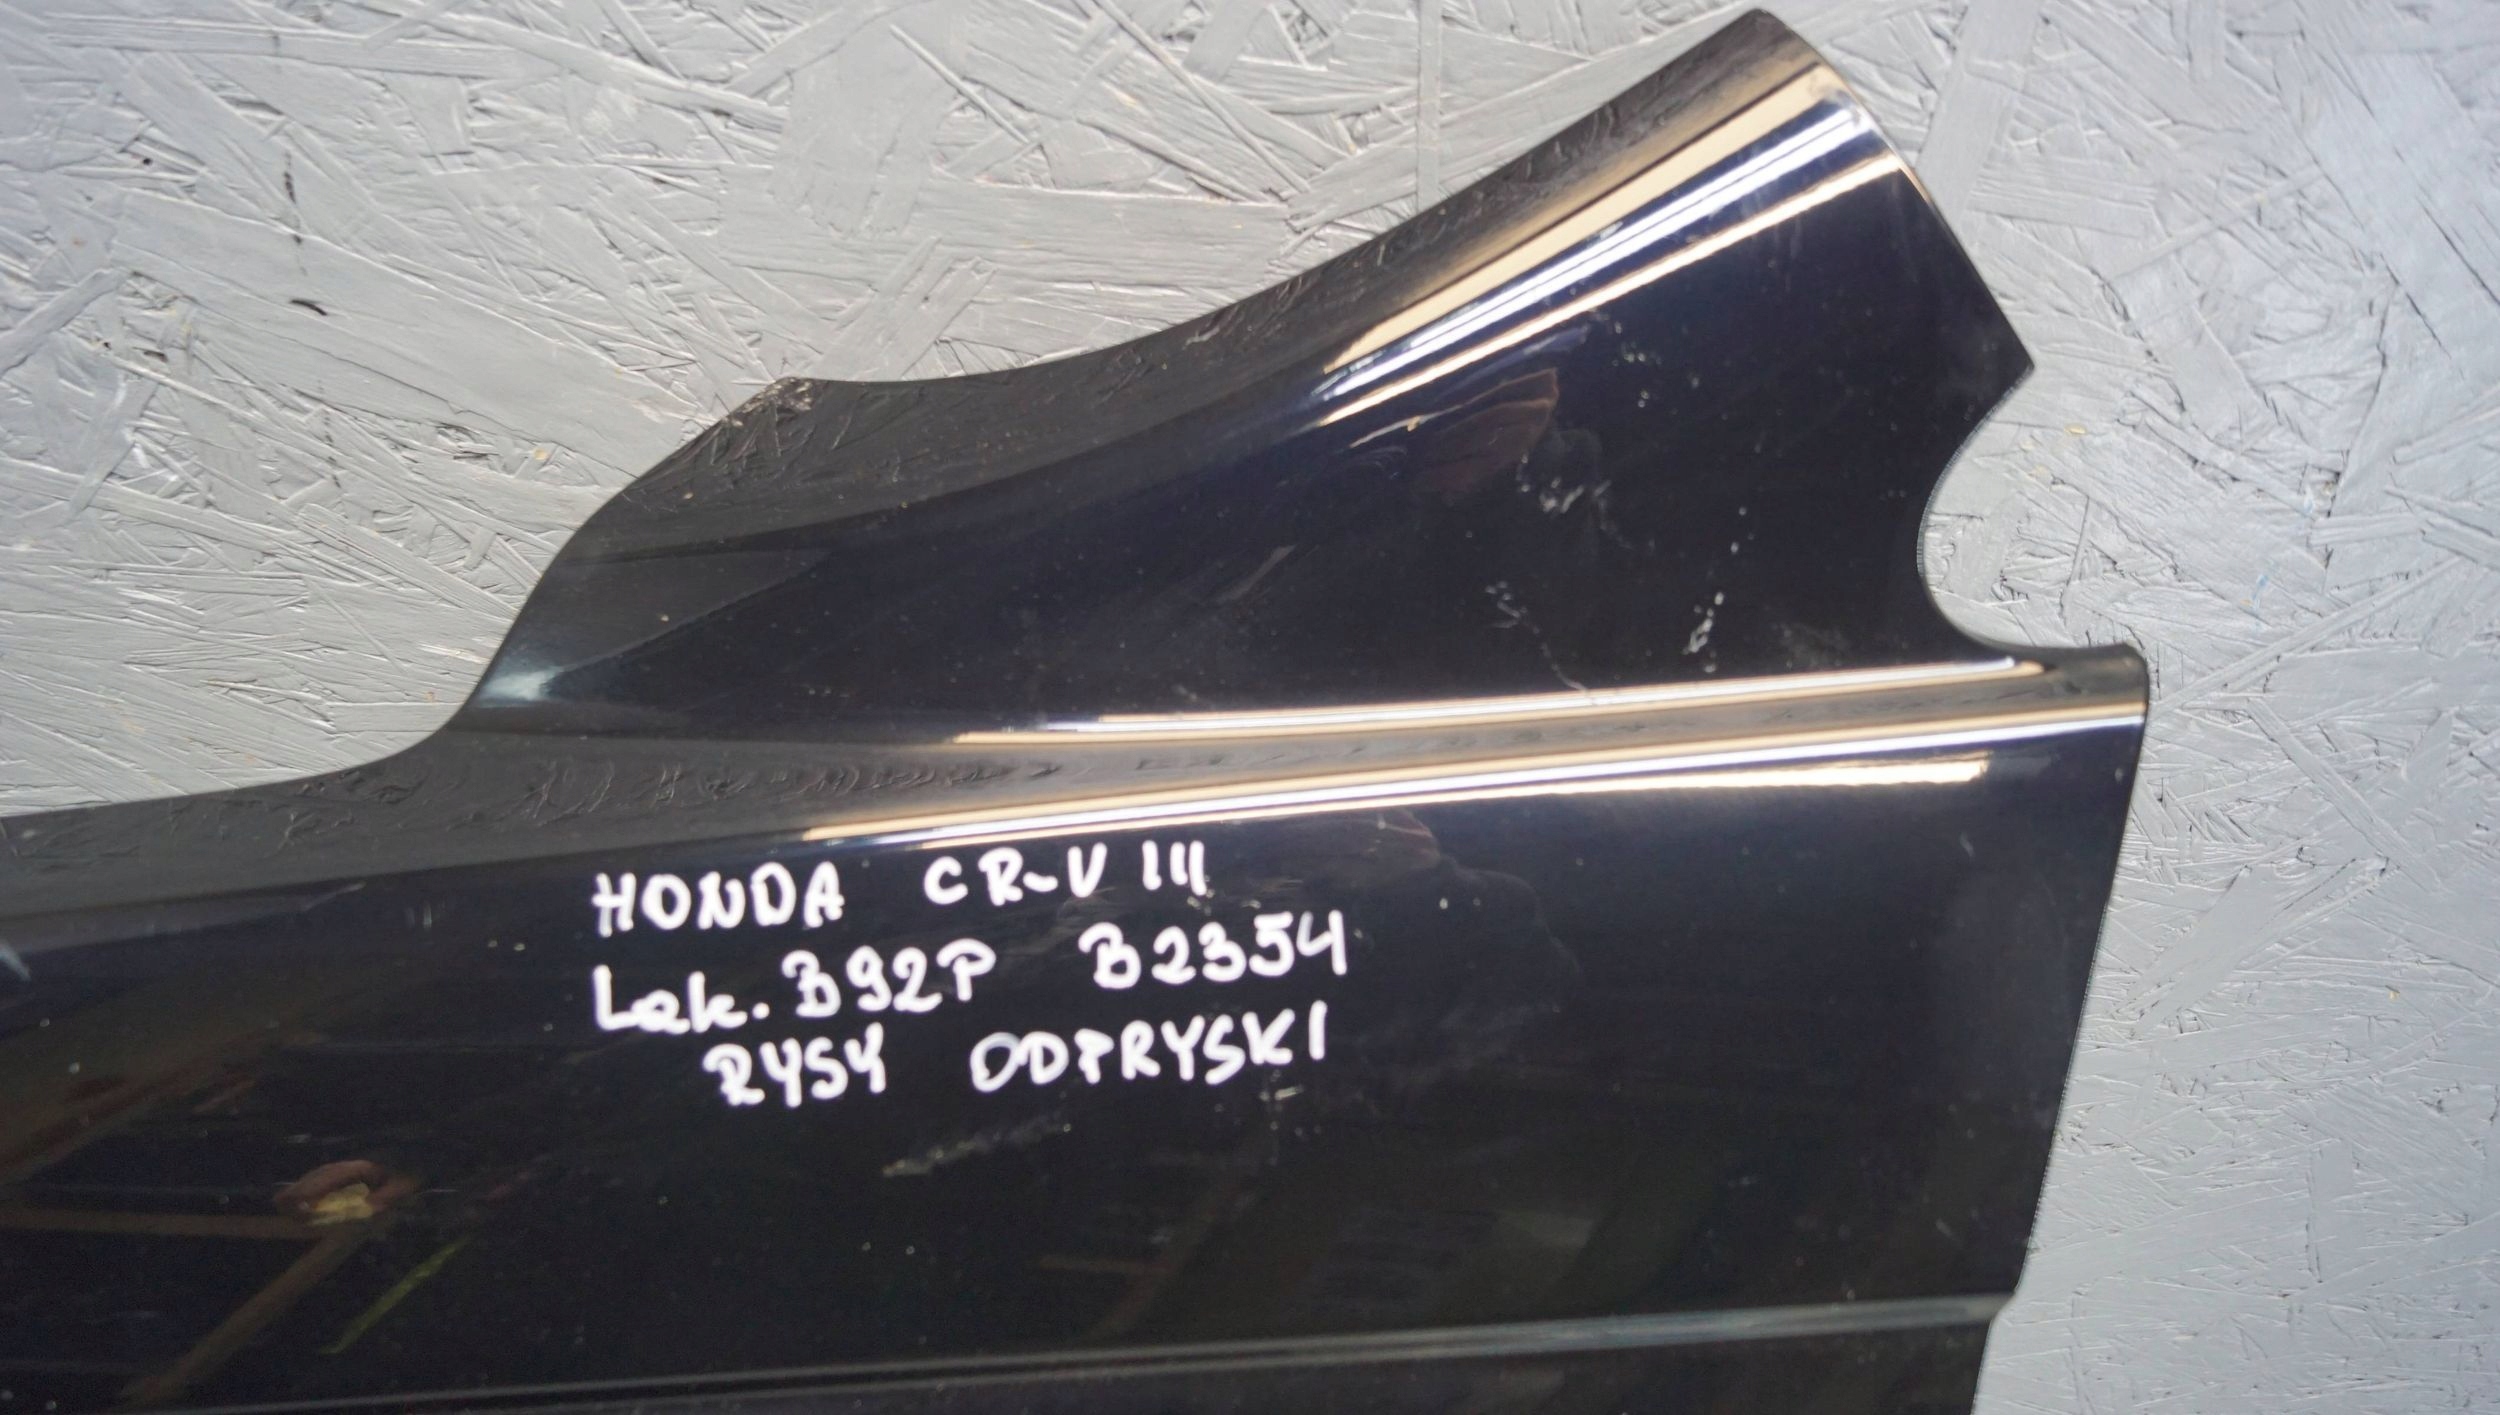 HONDA CR-V III
Lak. B92P B2354
RYSY ODPRYSKI